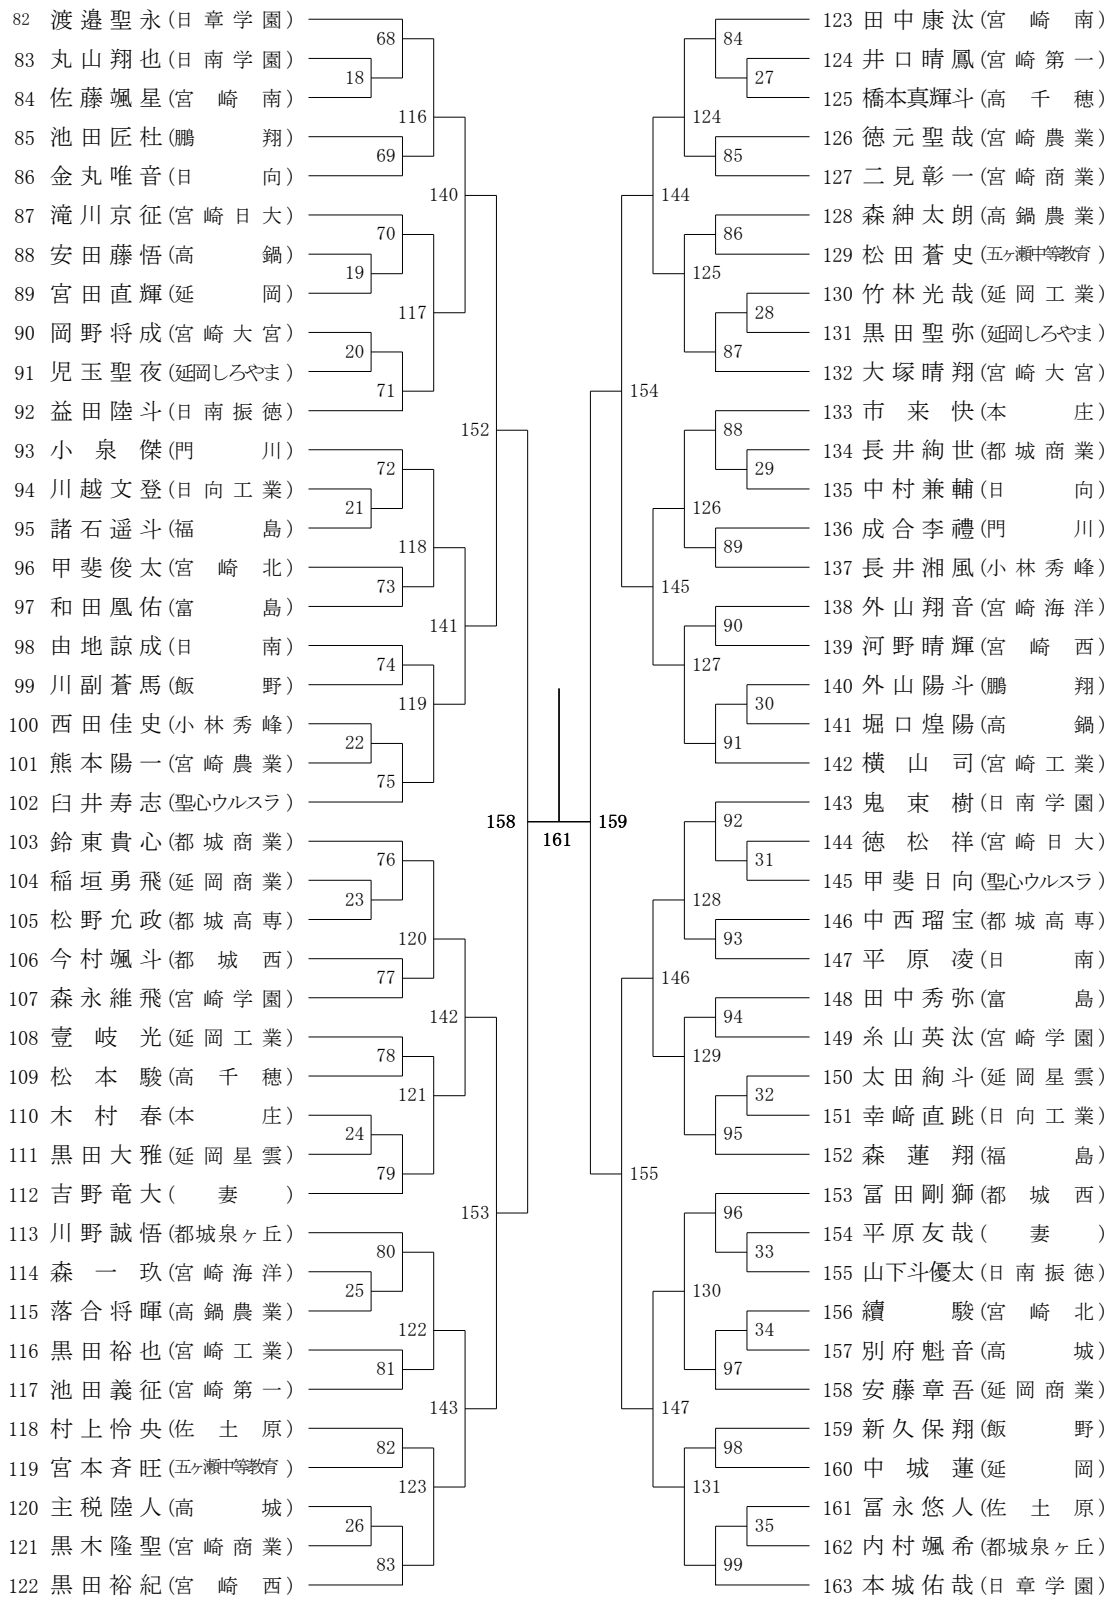 82 渡邉聖永(日章学園)
83 丸山翔也(日南学園)
84 佐藤颯星(宮崎南)
85 池田匠杜(鵬翔)
86 金丸唯音(日向)
87 滝川京征(宮崎日大)
88 安田藤悟(高鍋)
89 宮田直輝(延岡)
90 岡野将成(宮崎大宮)
91 児玉聖夜(延岡しろやま)
92 益田陸斗(日南振徳)
93 小泉傑(門川)
94 川越文登(日向工業)
95 諸石遥斗(福島)
96 甲斐俊太(宮崎北)
97 和田凰佑(富島)
98 由地諒成(日南)
99 川副蒼馬(飯野)
100 西田佳史(小林秀峰)
101 熊本陽一(宮崎農業)
102 臼井寿志(聖心ウルスラ)
103 鈴東貴心(都城商業)
104 稲垣勇飛(延岡商業)
105 松野允政(都城高専)
106 今村颯斗(都城西)
107 森永維飛(宮崎学園)
108 壹岐光(延岡工業)
109 松本駿(高千穂)
110 木村春(本庄)
111 黒田大雅(延岡星雲)
112 吉野竜大(妻)
113 川野誠悟(都城泉ヶ丘)
114 森一玖(宮崎海洋)
115 落合将暉(高鍋農業)
116 黒田裕也(宮崎工業)
117 池田義征(宮崎第一)
118 村上怜央(佐土原)
119 宮本斉旺(五ヶ瀬中等教育)
120 主税陸人(高城)
121 黒木隆聖(宮崎商業)
122 黒田裕紀(宮崎西)
68
18
116
69
140
70
19
117
20
71
152
72
21
118
73
141
74
119
22
75
158
76
23
120
77
142
78
121
24
79
153
80
25
122
81
143
82
123
26
83
161
159
84
27
124
85
144
86
125
28
87
154
88
29
126
89
145
90
127
30
91
92
31
128
93
146
94
129
32
95
155
96
33
130
34
97
147
98
131
35
99
123 田中康汰(宮崎南)
124 井口晴鳳(宮崎第一)
125 橋本真輝斗(高千穂)
126 徳元聖哉(宮崎農業)
127 二見彰一(宮崎商業)
128 森紳太朗(高鍋農業)
129 松田蒼史(五ヶ瀬中等教育)
130 竹林光哉(延岡工業)
131 黒田聖弥(延岡しろやま)
132 大塚晴翔(宮崎大宮)
133 市来快(本庄)
134 長井絢世(都城商業)
135 中村兼輔(日向)
136 成合李禮(門川)
137 長井湘風(小林秀峰)
138 外山翔音(宮崎海洋)
139 河野晴輝(宮崎西)
140 外山陽斗(鵬翔)
141 堀口煌陽(高鍋)
142 横山司(宮崎工業)
143 鬼束樹(日南学園)
144 徳松祥(宮崎日大)
145 甲斐日向(聖心ウルスラ)
146 中西瑠宝(都城高専)
147 平原凌(日南)
148 田中秀弥(富島)
149 糸山英汰(宮崎学園)
150 太田絢斗(延岡星雲)
151 幸﨑直跳(日向工業)
152 森蓮翔(福島)
153 冨田剛獅(都城西)
154 平原友哉(妻)
155 山下斗優太(日南振徳)
156 續駿(宮崎北)
157 別府魁音(高城)
158 安藤章吾(延岡商業)
159 新久保翔(飯野)
160 中城蓮(延岡)
161 冨永悠人(佐土原)
162 内村颯希(都城泉ヶ丘)
163 本城佑哉(日章学園)